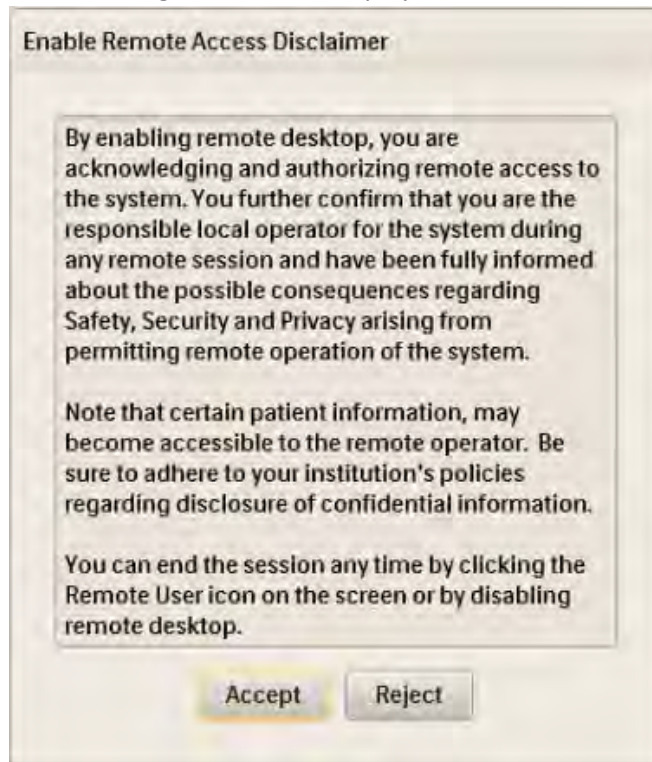 Enable Remote Access Disclaimer
By enabling remote desktop, you are
acknowledging and authorizing remote access to
the system. You further confirm that you are the
responsible local operator for the system during
any remote session and have been fully informed
about the possible consequences regarding
Safety, Security and Privacy arising from
permitting remote operation of the system.
Note that certain patient information, may
become accessible to the remote operator. Be
sure to adhere to your institution's policies
regarding disclosure of confidential information.
You can end the session any time by clicking the
Remote User icon on the screen or by disabling
remote desktop.
Accept Reject